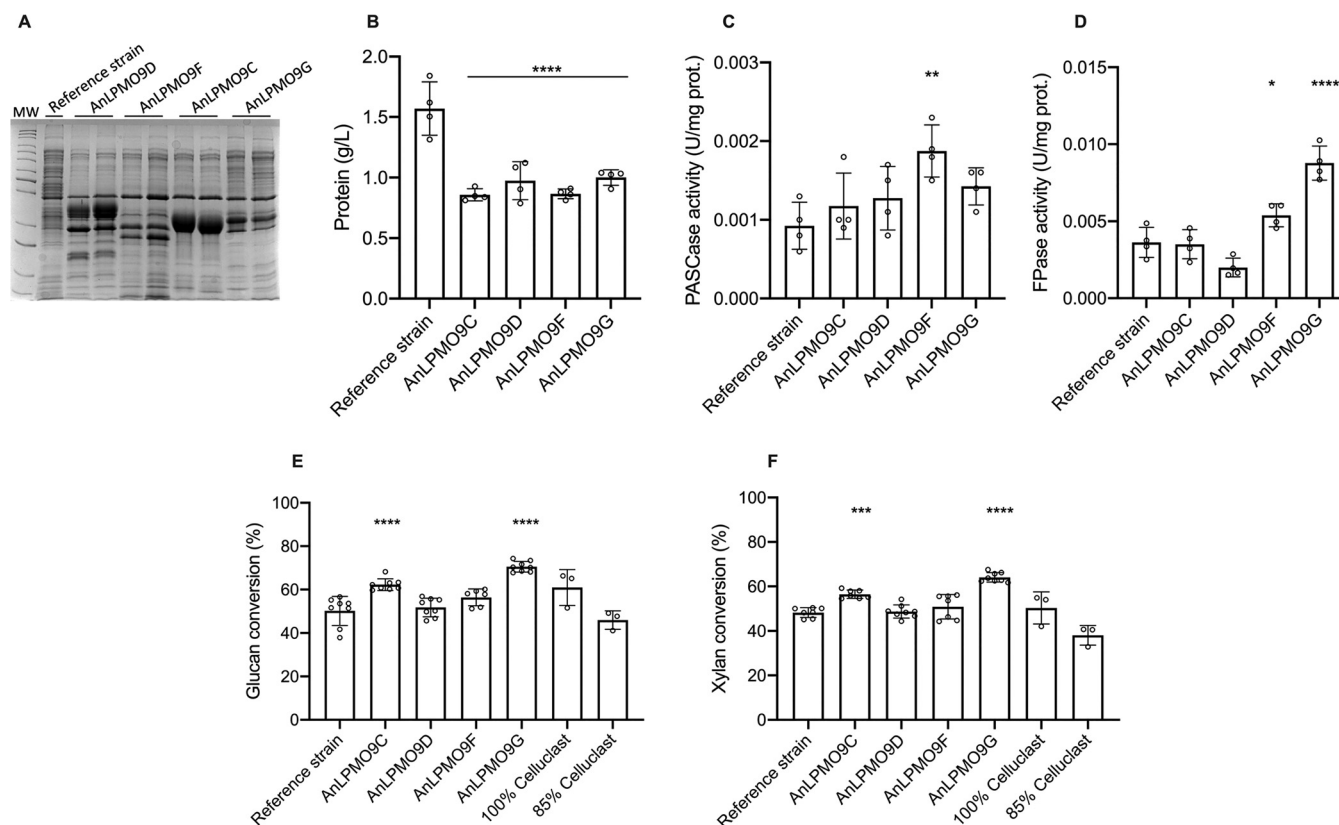 A
MW
Reference strain
AnLPMO9D
AnLPMO9F
AnLPMO9C
AnLPMO9G
B
Protein (g/L)
2.0
1.5
1.0
0.5
0.0
****
Reference strain
AnLPMO9C
AnLPMO9D
AnLPMO9F
AnLPMO9G
C
PASCase activity (U/mg prot.)
0.003
0.002
0.001
0.000
**
Reference strain
AnLPMO9C
AnLPMO9D
AnLPMO9F
AnLPMO9G
D
FPase activity (U/mg prot.)
0.015
0.010
0.005
0.000
*
****
Reference strain
AnLPMO9C
AnLPMO9D
AnLPMO9F
AnLPMO9G
E
Glucan conversion (%)
100
80
60
40
20
0
****
****
Reference strain
AnLPMO9C
AnLPMO9D
AnLPMO9F
AnLPMO9G
100% Celluclast
85% Celluclast
F
Xylan conversion (%)
100
80
60
40
20
0
***
****
Reference strain
AnLPMO9C
AnLPMO9D
AnLPMO9F
AnLPMO9G
100% Celluclast
85% Celluclast